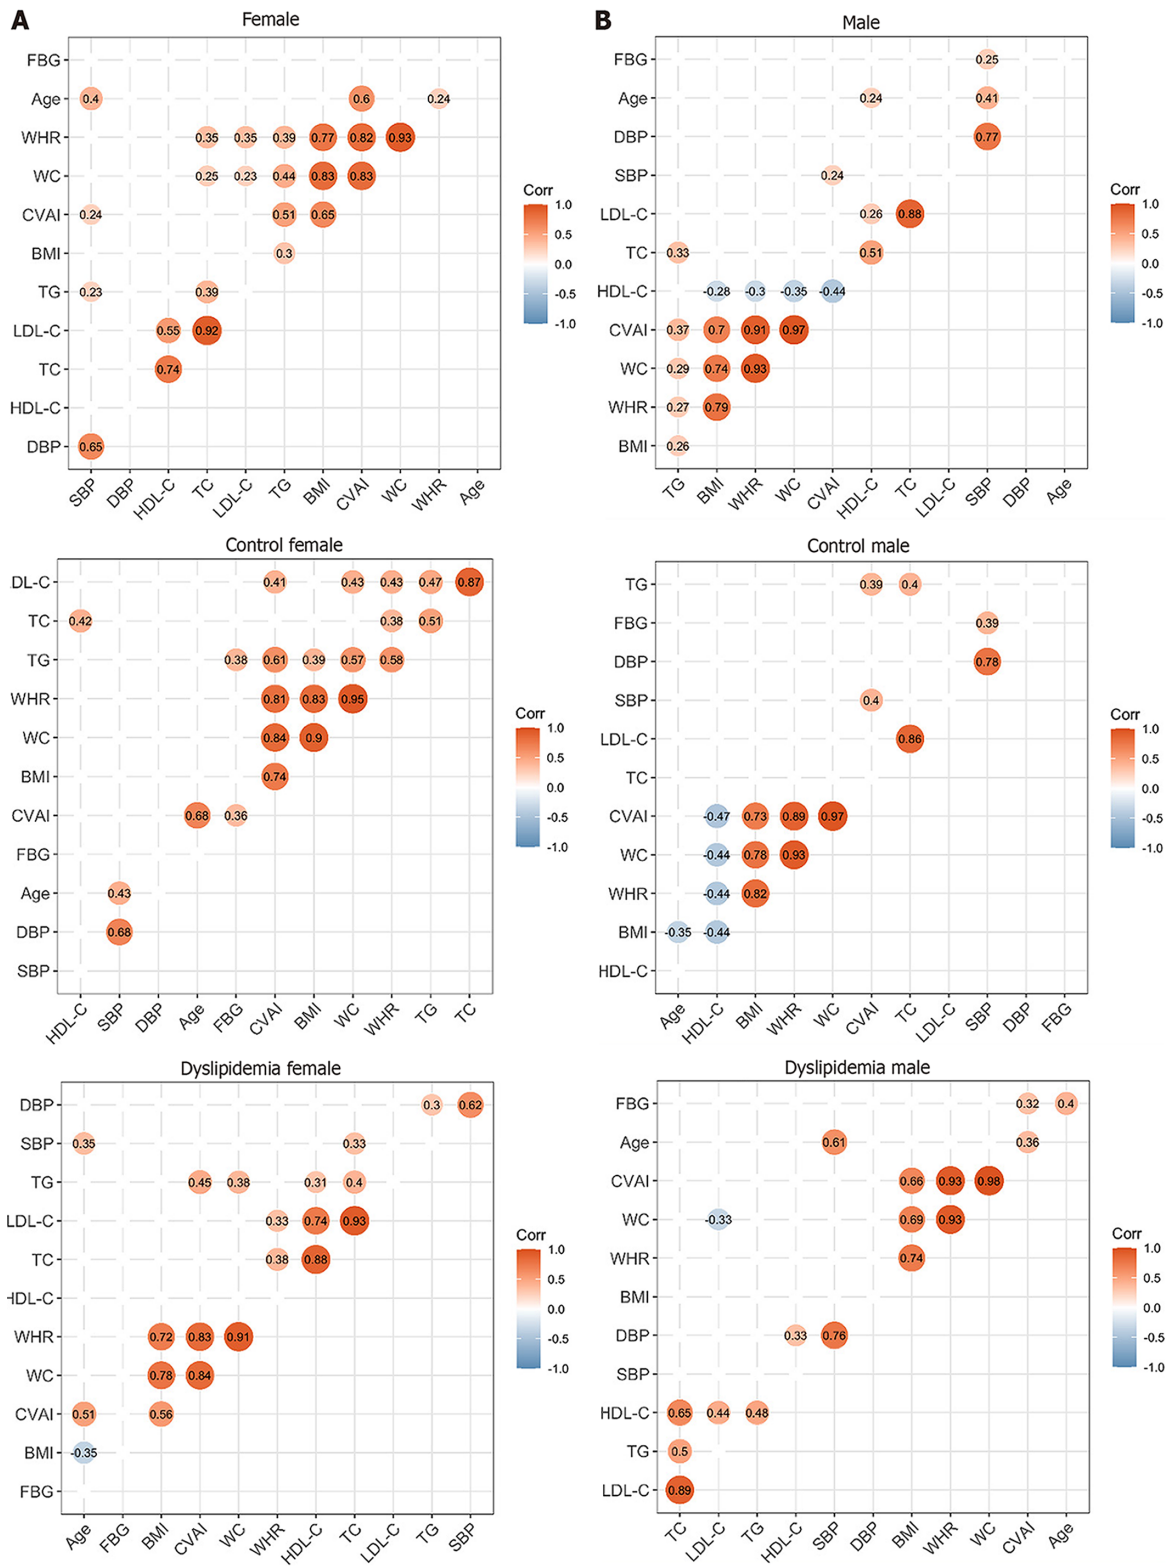 A
Female
FBG
Age 0.4 0.6 0.24
WHR 0.35 0.35 0.39 0.77 0.82 0.93
WC 0.25 0.23 0.44 0.83 0.83
CVAI 0.24 0.51 0.65
BMI 0.3
TG 0.23 0.39
LDL-C 0.55 0.92
TC 0.74
HDL-C
DBP 0.65
SBP DBP HDL-C TC LDL-C TG BMI CVAI WC WHR Age
Corr
1.0
0.5
0.0
-0.5
-1.0
B
Male
FBG 0.25
Age 0.24 0.41
DBP 0.77
SBP 0.24
LDL-C 0.26 0.88
TC 0.33 0.51
HDL-C -0.28 -0.3 -0.35 -0.44
CVAI 0.37 0.7 0.91 0.97
WC 0.29 0.74 0.93
WHR 0.27 0.79
BMI 0.26
TG BMI WHR WC CVAI HDL-C TC LDL-C SBP DBP Age
Corr
1.0
0.5
0.0
-0.5
-1.0
Control female
DL-C 0.41 0.43 0.43 0.47 0.87
TC 0.42 0.38 0.51
TG 0.38 0.61 0.39 0.57 0.58
WHR 0.81 0.83 0.95
WC 0.84 0.9
BMI 0.74
CVAI 0.68 0.36
FBG
Age 0.43
DBP 0.68
SBP
HDL-C SBP DBP Age FBG CVAI BMI WC WHR TG TC
Corr
1.0
0.5
0.0
-0.5
-1.0
Control male
TG 0.39 0.4
FBG 0.39
DBP 0.78
SBP 0.4
LDL-C 0.86
TC
CVAI -0.47 0.73 0.89 0.97
WC -0.44 0.78 0.93
WHR -0.44 0.82
BMI -0.35 -0.44
HDL-C
Age HDL-C BMI WHR WC CVAI TC LDL-C SBP DBP FBG
Corr
1.0
0.5
0.0
-0.5
-1.0
Dyslipidemia female
DBP 0.3 0.62
SBP 0.35 0.33
TG 0.45 0.38 0.31 0.4
LDL-C 0.33 0.74 0.93
TC 0.38 0.88
HDL-C
WHR 0.72 0.83 0.91
WC 0.78 0.84
CVAI 0.51 0.56
BMI -0.35
FBG
Age FBG BMI CVAI WC WHR HDL-C TC LDL-C TG SBP
Corr
1.0
0.5
0.0
-0.5
-1.0
Dyslipidemia male
FBG 0.32 0.4
Age 0.61 0.36
CVAI 0.66 0.93 0.98
WC -0.33 0.69 0.93
WHR 0.74
BMI
DBP 0.33 0.76
SBP
HDL-C 0.65 0.44 0.48
TG 0.5
LDL-C 0.89
TC LDL-C TG HDL-C SBP DBP BMI WHR WC CVAI Age
Corr
1.0
0.5
0.0
-0.5
-1.0